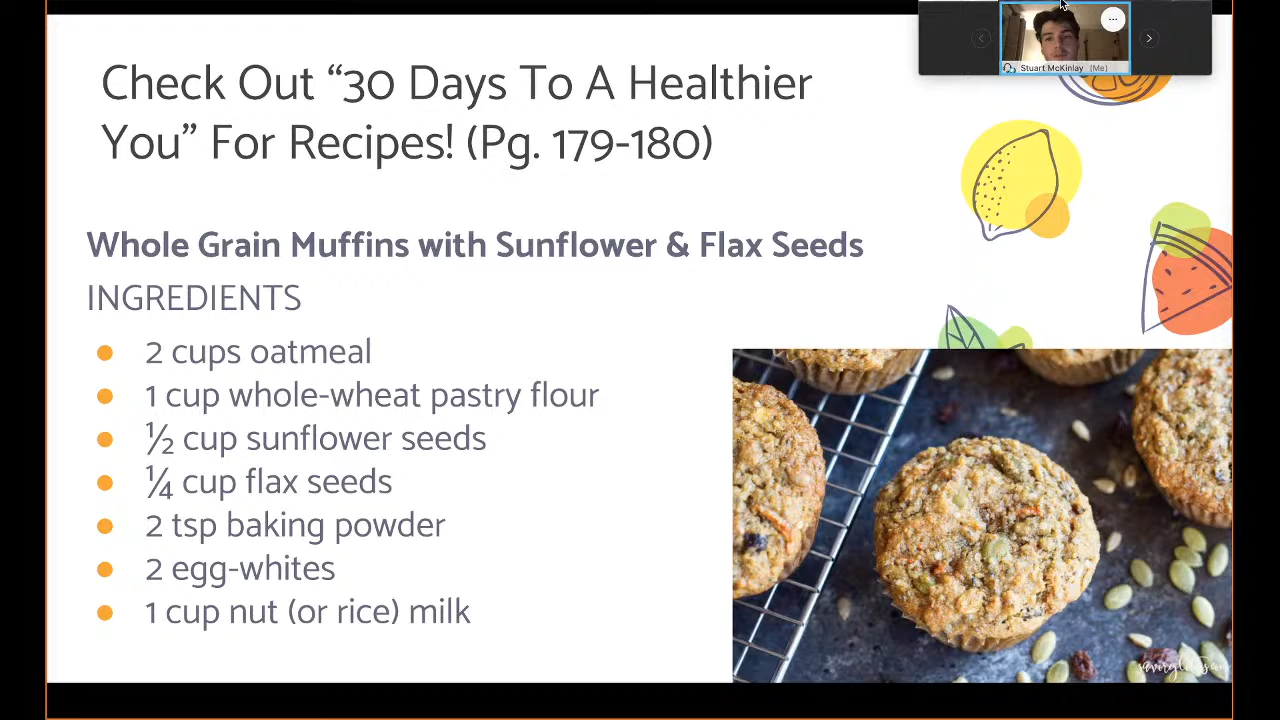 Stuart McKinlay (Me)
Check Out “30 Days To A Healthier
You” For Recipes! (Pg. 179-180)
Whole Grain Muffins with Sunflower & Flax Seeds
INGREDIENTS
2 cups oatmeal
1 cup whole-wheat pastry flour
½ cup sunflower seeds
¼ cup flax seeds
2 tsp baking powder
2 egg-whites
1 cup nut (or rice) milk